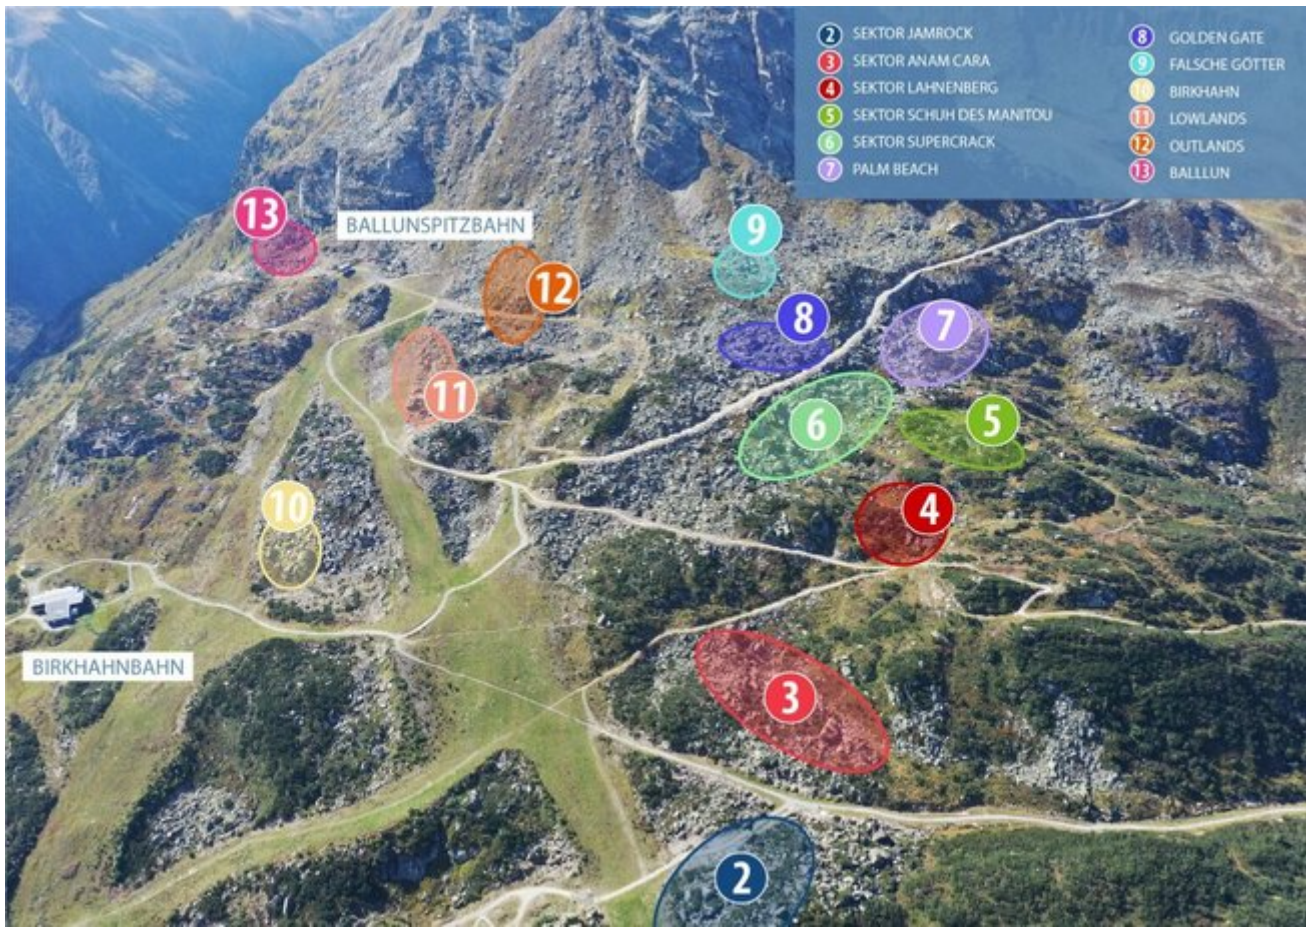 2 SEKTOR JAMROCK
3 SEKTOR ANAM CARA
4 SEKTOR LAHNENBERG
5 SEKTOR SCHUH DES MANITOU
6 SEKTOR SUPERCRACK
7 PALM BEACH
8 GOLDEN GATE
9 FALSCHE GÖTTER
10 BIRKHAHN
11 LOWLANDS
12 OUTLANDS
13 BALLLUN
13
BALLUNSPITZBAHN
9
12
8
7
11
6
5
10
4
BIRKHAHNBAHN
3
2